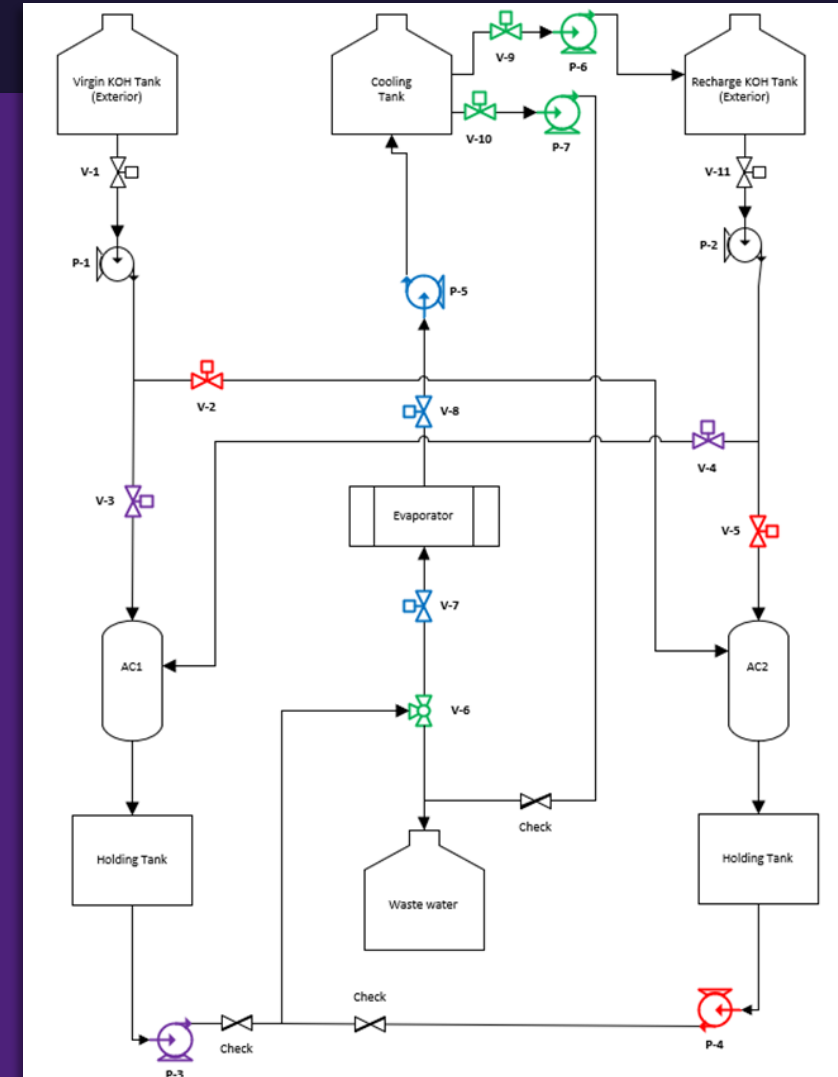 Virgin KOH Tank
(Exterior)
Cooling
Tank
V-9
P-6
Recharge KOH Tank
(Exterior)
V-10
P-7
V-1
V-11
P-1
P-2
P-5
V-2
V-8
V-4
V-3
Evaporator
V-5
V-7
AC1
AC2
V-6
Check
Holding Tank
Waste water
Holding Tank
Check
Check
P-3
P-4